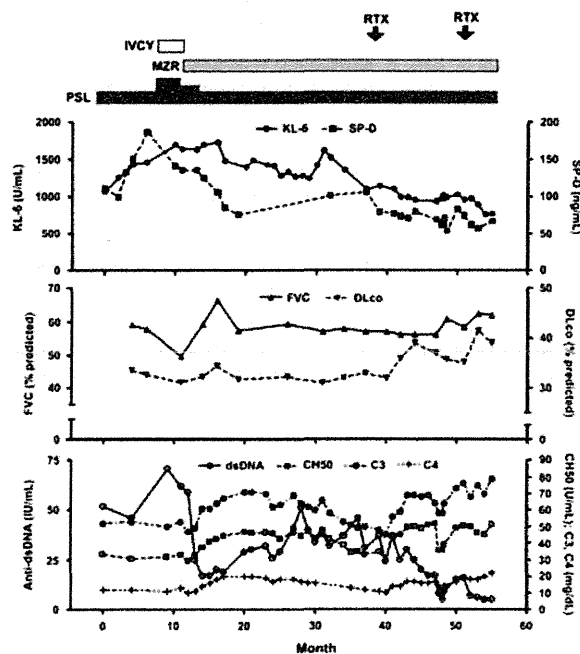 RTX RTX
IVCY
MZR
PSL
2000 200
KL-6 SP-D
1500 150
1000 100
500 50
0 0
KL-6 (U/mL)
SP-D (ng/mL)
70 50
FVC DLco
60 40
50 30
40
0 0
FVC (% predicted)
DLco (% predicted)
75 90
dsDNA CH50 C3 C4
80
70
50 60
50
40
25 30
20
10
0 0
Anti-dsDNA (IU/mL)
CH50 (U/mL); C3, C4 (mg/dL)
0 10 20 30 40 50 60
Month